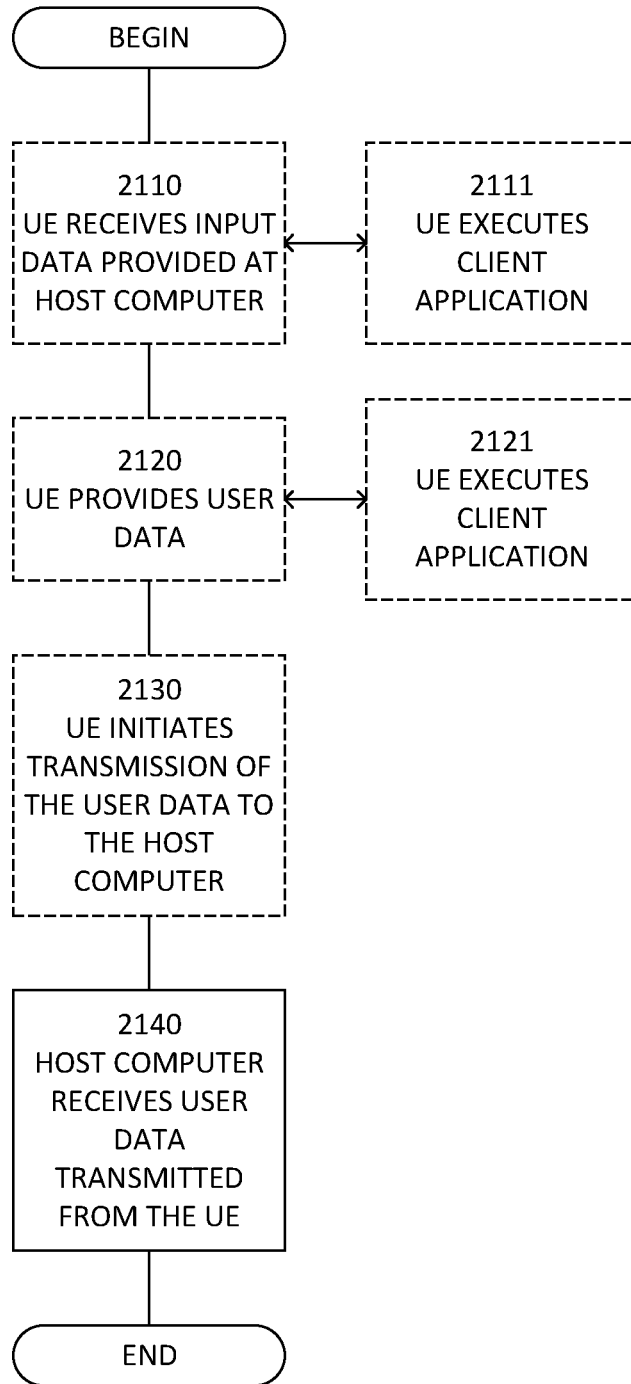 BEGIN
2110
UE RECEIVES INPUT
DATA PROVIDED AT
HOST COMPUTER
2111
UE EXECUTES
CLIENT
APPLICATION
2120
UE PROVIDES USER
DATA
2121
UE EXECUTES
CLIENT
APPLICATION
2130
UE INITIATES
TRANSMISSION OF
THE USER DATA TO
THE HOST
COMPUTER
2140
HOST COMPUTER
RECEIVES USER
DATA
TRANSMITTED
FROM THE UE
END